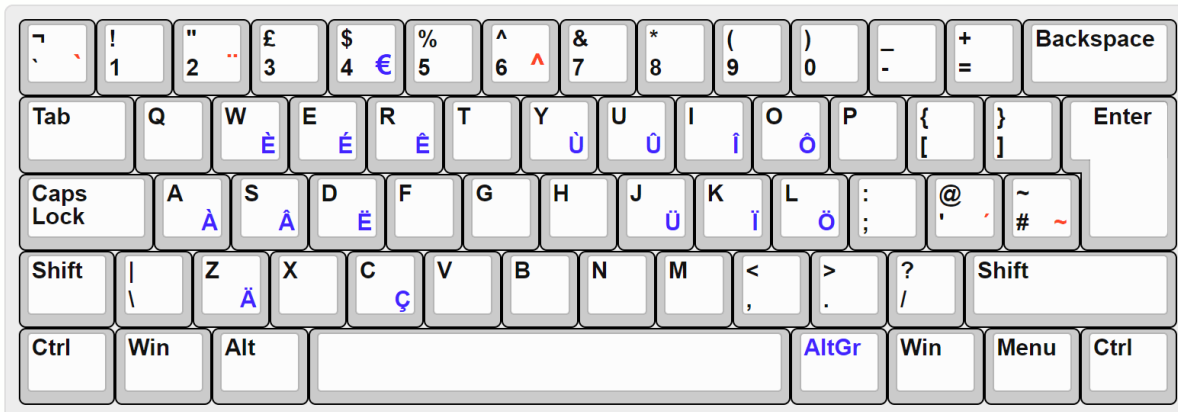 ¬ ! " £ $ % ^ & * ( ) _ + Backspace
` ` 1 2 ¨ 3 4 € 5 6 ^ 7 8 9 0 - =
Tab Q W E R T Y U I O P { } Enter
È É Ê Ù Û Î Ô [ ]
Caps Lock A S D F G H J K L : @ ~
À Â Ë Ü Ï Ö ; ' ´ # ~
Shift | Z X C V B N M < > ? Shift
\ Ä Ç , . /
Ctrl Win Alt AltGr Win Menu Ctrl